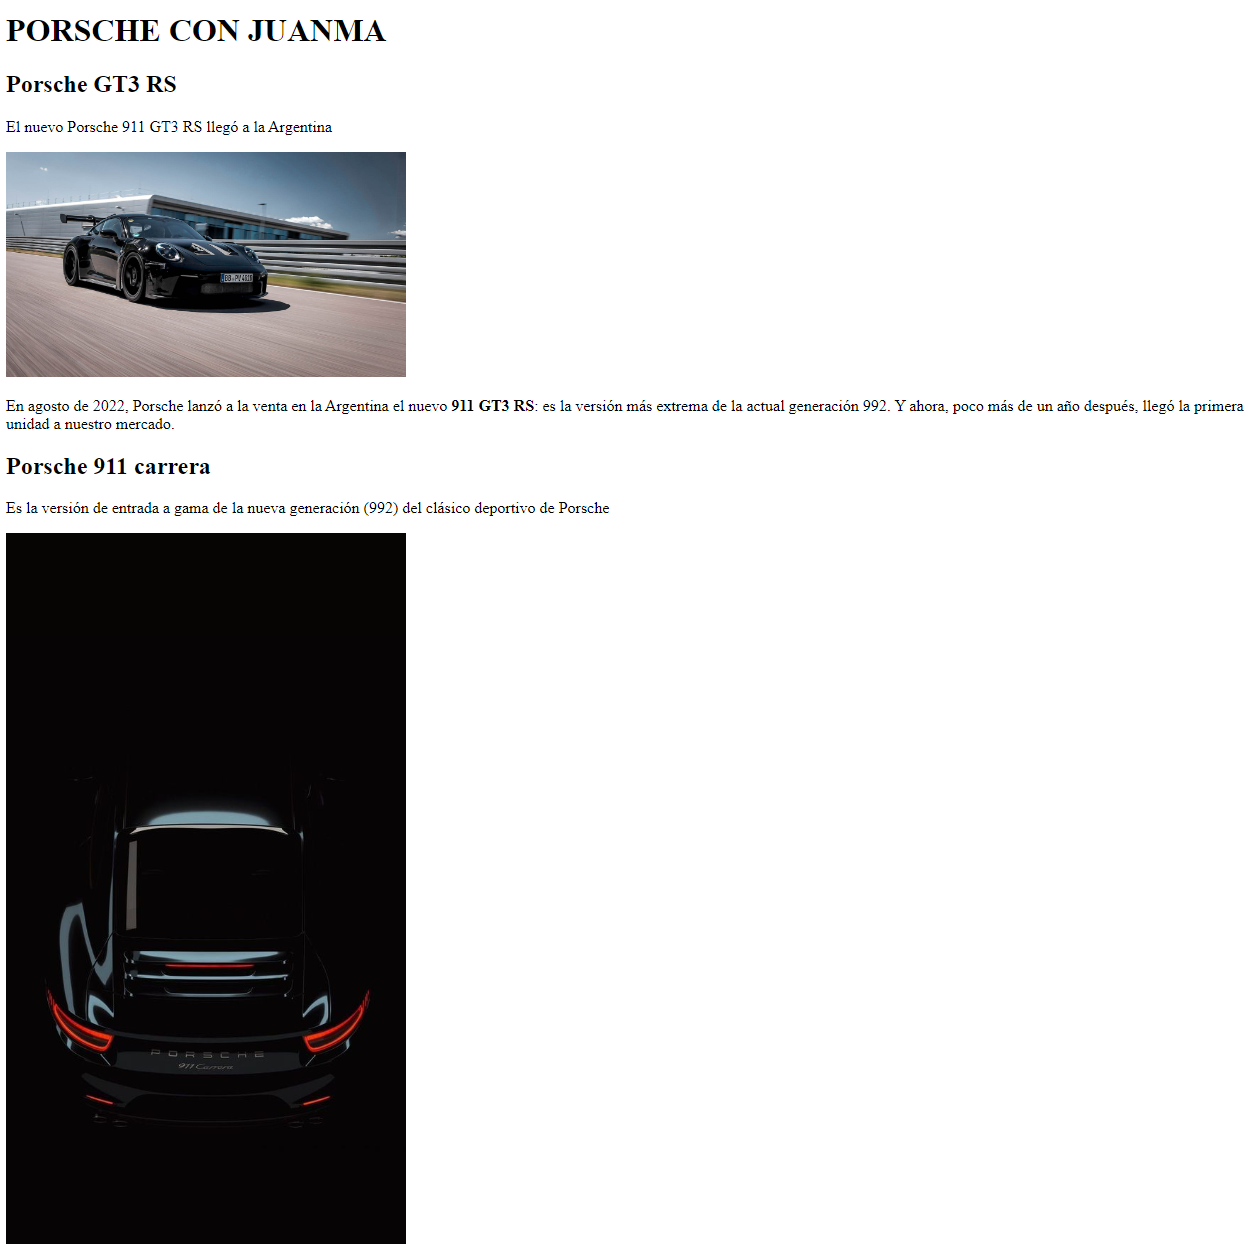 PORSCHE CON JUANMA
Porsche GT3 RS
El nuevo Porsche 911 GT3 RS llegó a la Argentina
En agosto de 2022, Porsche lanzó a la venta en la Argentina el nuevo 911 GT3 RS: es la versión más extrema de la actual generación 992. Y ahora, poco más de un año después, llegó la primera
unidad a nuestro mercado.
Porsche 911 carrera
Es la versión de entrada a gama de la nueva generación (992) del clásico deportivo de Porsche
PORSCHE
911 Carrera